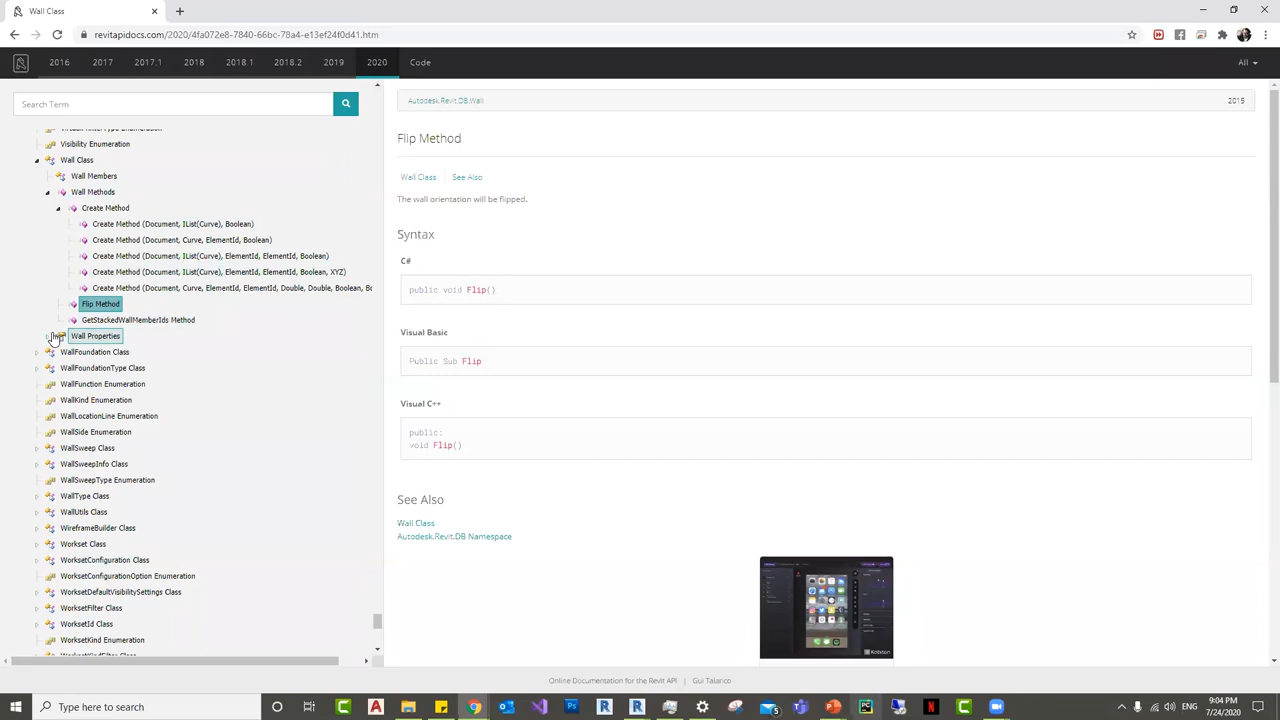 Wall Class
revitapidocs.com/2020/4fa072e8-7840-66bc-78a4-e13ef24f0d41.htm
2016 2017 2017.1 2018 2018.1 2018.2 2019 2020 Code All
Search Term
Visibility Enumeration
Wall Class
Wall Members
Wall Methods
Create Method
Create Method (Document, IList(Curve), Boolean)
Create Method (Document, Curve, ElementId, Boolean)
Create Method (Document, IList(Curve), ElementId, ElementId, Boolean)
Create Method (Document, IList(Curve), ElementId, ElementId, Boolean, XYZ)
Create Method (Document, Curve, ElementId, ElementId, Double, Double, Boolean, Bo
Flip Method
GetStackedWallMemberIds Method
Wall Properties
WallFoundation Class
WallFoundationType Class
WallFunction Enumeration
WallKind Enumeration
WallLocationLine Enumeration
WallSide Enumeration
WallSweep Class
WallSweepInfo Class
WallSweepType Enumeration
WallType Class
WallUtils Class
WireframeBuilder Class
Workset Class
WorksetConfiguration Class
WorksetConfigurationOption Enumeration
WorksetDefaultVisibilitySettings Class
WorksetFilter Class
WorksetId Class
WorksetKind Enumeration
Autodesk.Revit.DB.Wall 2015
Flip Method
Wall Class See Also
The wall orientation will be flipped.
Syntax
C#
public void Flip()
Visual Basic
Public Sub Flip
Visual C++
public:
void Flip()
See Also
Wall Class
Autodesk.Revit.DB Namespace
Kobiton
Online Documentation for the Revit API | Gui Talarico
Type here to search
ENG
9:04 PM
7/24/2020